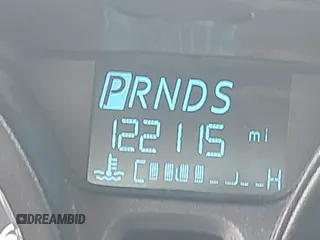 PRNDS
122115 mi
C H
DREAMBID